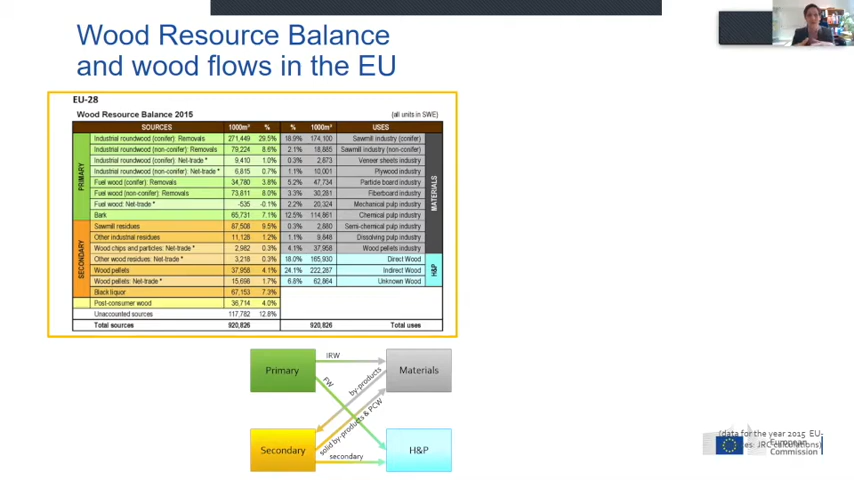 Wood Resource Balance
and wood flows in the EU
EU-28
Wood Resource Balance 2015 (all units in SWE)
SOURCES 1000m³ % % 1000m³ USES
PRIMARY
Industrial roundwood (conifer): Removals 271,449 29.5% 18.9% 174,100 Sawmill industry (conifer)
Industrial roundwood (non-conifer): Removals 79,224 8.6% 2.1% 18,885 Sawmill industry (non-conifer)
Industrial roundwood (conifer): Net-trade * 9,410 1.0% 0.3% 2,873 Veneer sheets industry
Industrial roundwood (non-conifer): Net-trade * 6,815 0.7% 1.1% 10,001 Plywood industry
Fuel wood (conifer): Removals 34,780 3.8% 5.2% 47,734 Particle board industry
Fuel wood (non-conifer): Removals 73,811 8.0% 3.3% 30,281 Fiberboard industry
Fuel wood: Net-trade * -535 -0.1% 2.2% 20,324 Mechanical pulp industry
Bark 65,731 7.1% 12.5% 114,861 Chemical pulp industry
MATERIALS
SECONDARY
Sawmill residues 87,508 9.5% 0.3% 2,880 Semi-chemical pulp industry
Other industrial residues 11,128 1.2% 1.1% 9,848 Dissolving pulp industry
Wood chips and particles: Net-trade * 2,982 0.3% 4.1% 37,958 Wood pellets industry
Other wood residues: Net-trade * 3,218 0.3% 18.0% 165,930 Direct Wood
Wood pellets 37,958 4.1% 24.1% 222,287 Indirect Wood
Wood pellets: Net-trade * 15,698 1.7% 6.8% 62,864 Unknown Wood
H&P
Black liquor 67,153 7.3%
Post-consumer wood 36,714 4.0%
Unaccounted sources 117,782 12.8%
Total sources 920,826 920,826 Total uses
Primary
IRW
Materials
FW
by-products
solid by-products & PCW
Secondary
secondary
H&P
(data for the year 2015 EU-
JRC calculations)
European
Commission